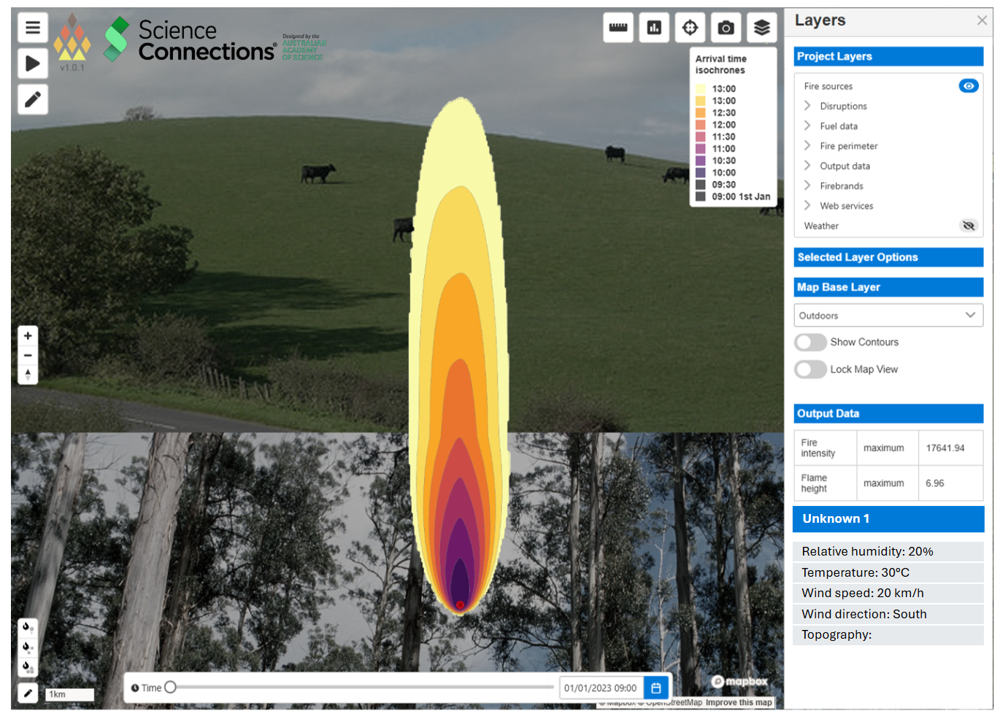 Science
Connections®
Designed by the
AUSTRALIAN
ACADEMY
OF SCIENCE
v1.0.1
Arrival time
isochrones
13:00
13:00
12:30
12:00
11:30
11:00
10:30
10:00
09:30
09:00 1st Jan
1km
Time
01/01/2023 09:00
mapbox
© Mapbox © OpenStreetMap Improve this map
Layers
Project Layers
Fire sources
Disruptions
Fuel data
Fire perimeter
Output data
Firebrands
Web services
Weather
Selected Layer Options
Map Base Layer
Outdoors
Show Contours
Lock Map View
Output Data
Fire intensity maximum 17641.94
Flame height maximum 6.96
Unknown 1
Relative humidity: 20%
Temperature: 30°C
Wind speed: 20 km/h
Wind direction: South
Topography: